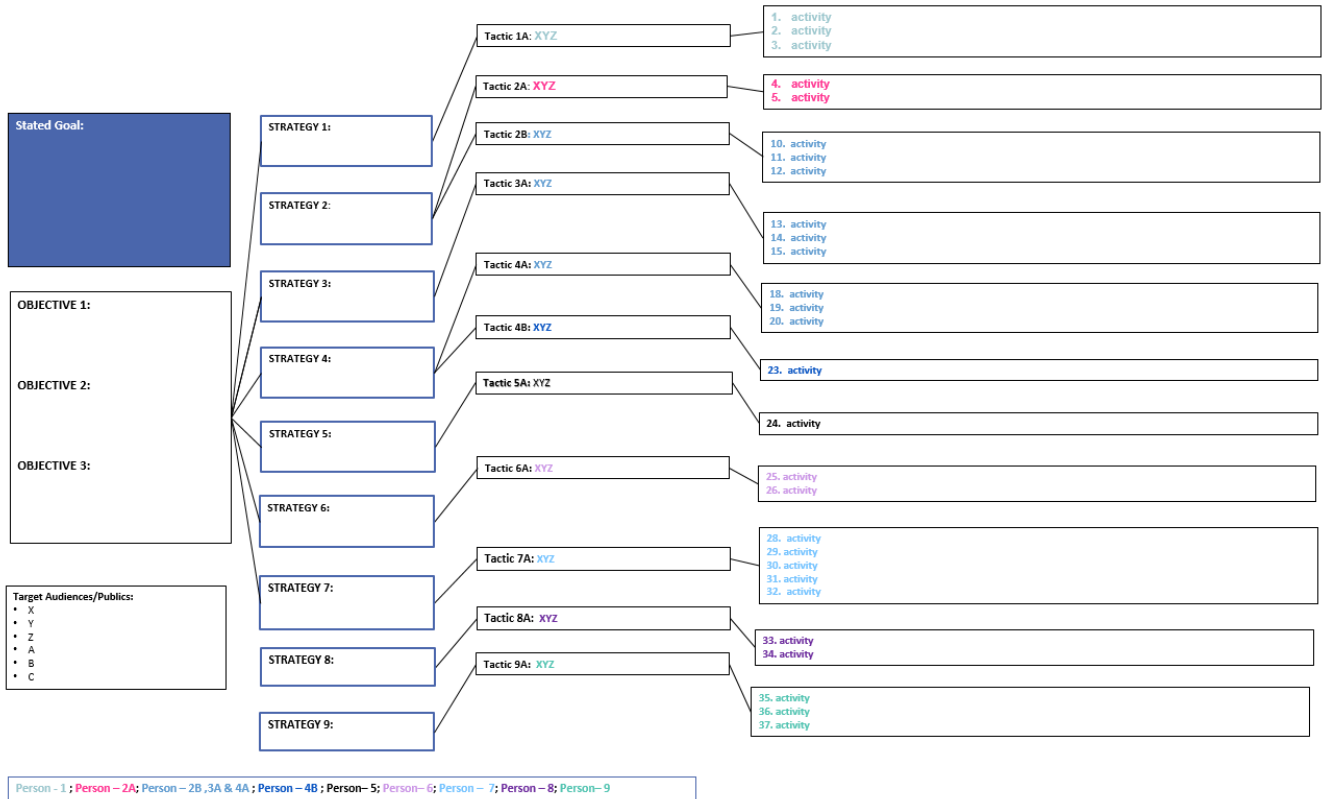 Stated Goal:
OBJECTIVE 1:
OBJECTIVE 2:
OBJECTIVE 3:
Target Audiences/Publics:
• X
• Y
• Z
• A
• B
• C
STRATEGY 1:
STRATEGY 2:
STRATEGY 3:
STRATEGY 4:
STRATEGY 5:
STRATEGY 6:
STRATEGY 7:
STRATEGY 8:
STRATEGY 9:
Tactic 1A: XYZ
Tactic 2A: XYZ
Tactic 2B: XYZ
Tactic 3A: XYZ
Tactic 4A: XYZ
Tactic 4B: XYZ
Tactic 5A: XYZ
Tactic 6A: XYZ
Tactic 7A: XYZ
Tactic 8A: XYZ
Tactic 9A: XYZ
1. activity
2. activity
3. activity
4. activity
5. activity
10. activity
11. activity
12. activity
13. activity
14. activity
15. activity
18. activity
19. activity
20. activity
23. activity
24. activity
25. activity
26. activity
28. activity
29. activity
30. activity
31. activity
32. activity
33. activity
34. activity
35. activity
36. activity
37. activity
Person - 1 ; Person – 2A; Person – 2B ,3A & 4A ; Person – 4B ; Person– 5; Person– 6; Person – 7; Person – 8; Person– 9